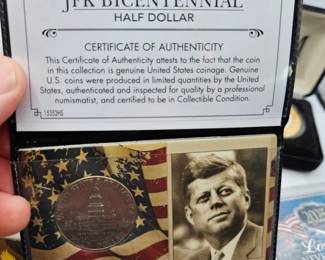 JFK BICENTENNIAL
HALF DOLLAR
CERTIFICATE OF AUTHENTICITY
This Certificate of Authenticity attests to the fact that the coin
in this collection is genuine United States coinage. Genuine
U.S. coins were produced in limited quantities by the United
States, authenticated and inspected for quality by a professional
numismatist, and certified to be in Collectible Condition.